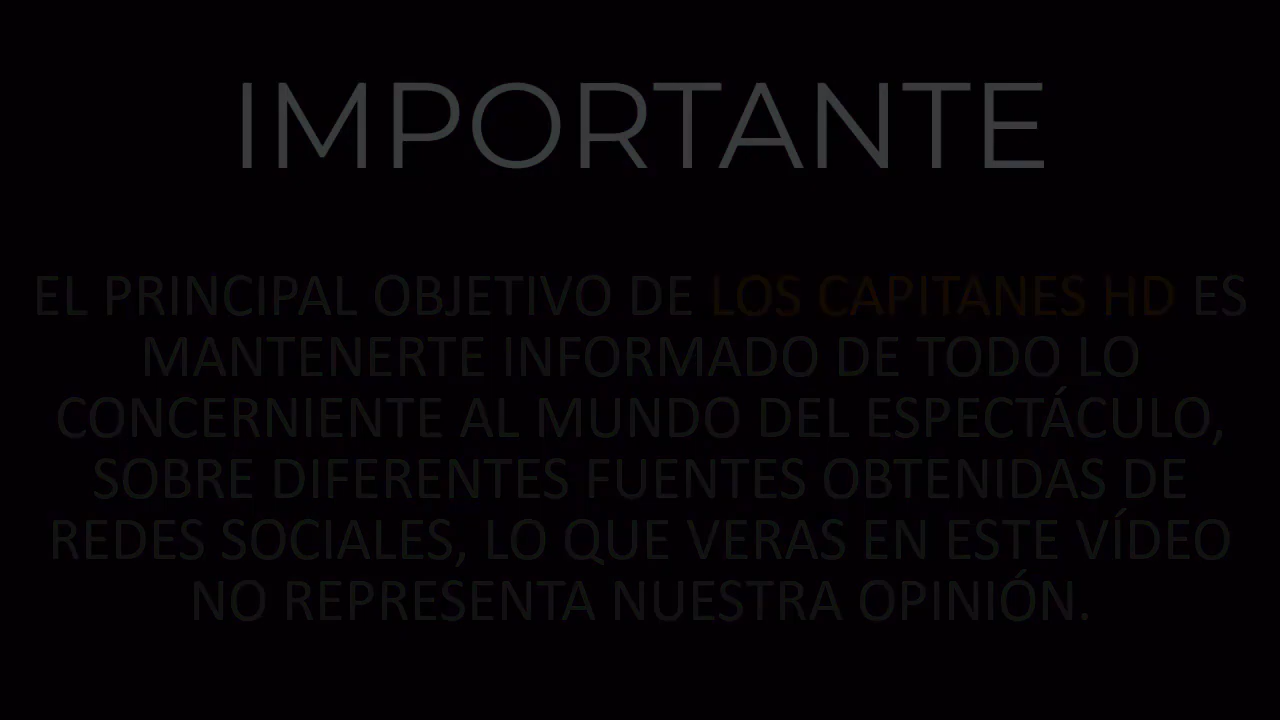 IMPORTANTE
EL PRINCIPAL OBJETIVO DE LOS CAPITANES HD ES
MANTENERTE INFORMADO DE TODO LO
CONCERNIENTE AL MUNDO DEL ESPECTÁCULO,
SOBRE DIFERENTES FUENTES OBTENIDAS DE
REDES SOCIALES, LO QUE VERAS EN ESTE VÍDEO
NO REPRESENTA NUESTRA OPINIÓN.